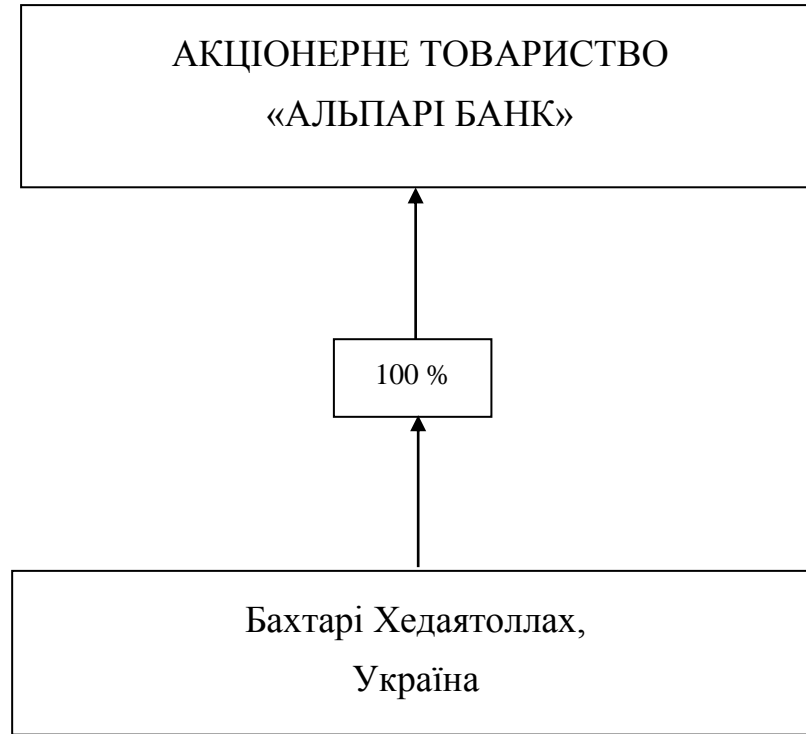 АКЦІОНЕРНЕ ТОВАРИСТВО
«АЛЬПАРІ БАНК»
100 %
Бахтарі Хедаятоллах,
Україна